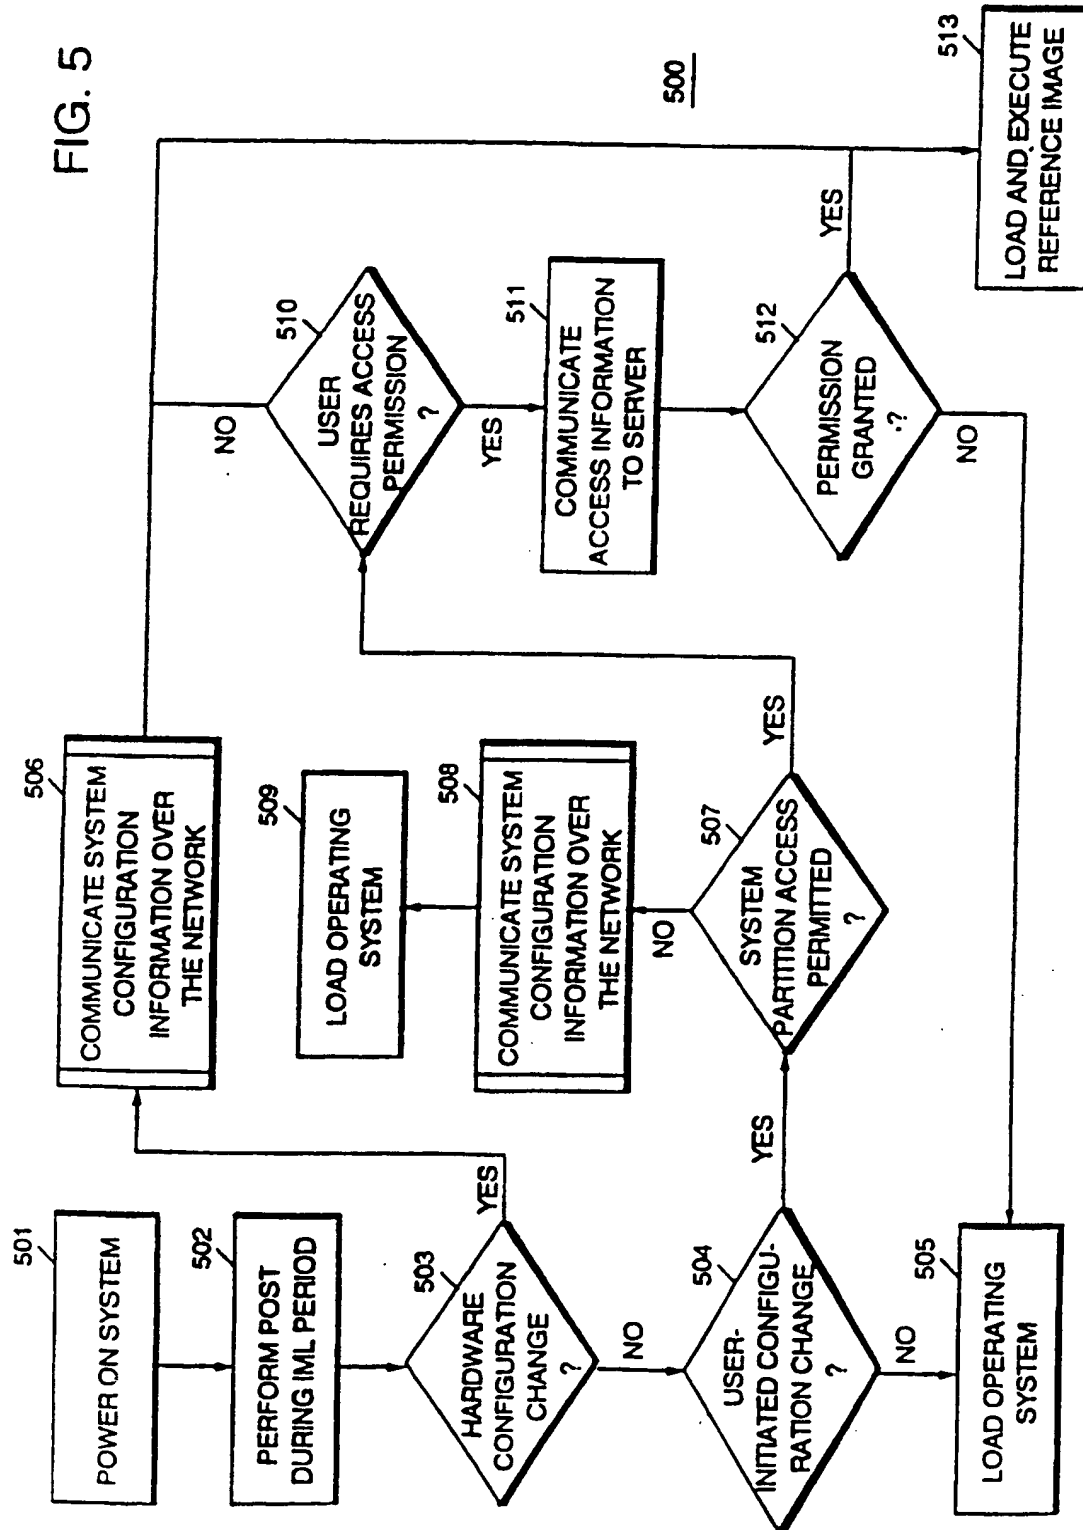 FIG. 5
500
501
POWER ON SYSTEM
502
PERFORM POST
DURING IML PERIOD
503
HARDWARE
CONFIGURATION
CHANGE
?
YES
NO
504
USER-
INITIATED CONFIGU-
RATION CHANGE
?
YES
NO
505
LOAD OPERATING
SYSTEM
506
COMMUNICATE SYSTEM
CONFIGURATION
INFORMATION OVER
THE NETWORK
507
SYSTEM
PARTITION ACCESS
PERMITTED
?
YES
NO
508
COMMUNICATE SYSTEM
CONFIGURATION
INFORMATION OVER
THE NETWORK
509
LOAD OPERATING
SYSTEM
510
USER
REQUIRES ACCESS
PERMISSION
?
NO
YES
511
COMMUNICATE
ACCESS INFORMATION
TO SERVER
512
PERMISSION
GRANTED
?
YES
NO
513
LOAD AND EXECUTE
REFERENCE IMAGE